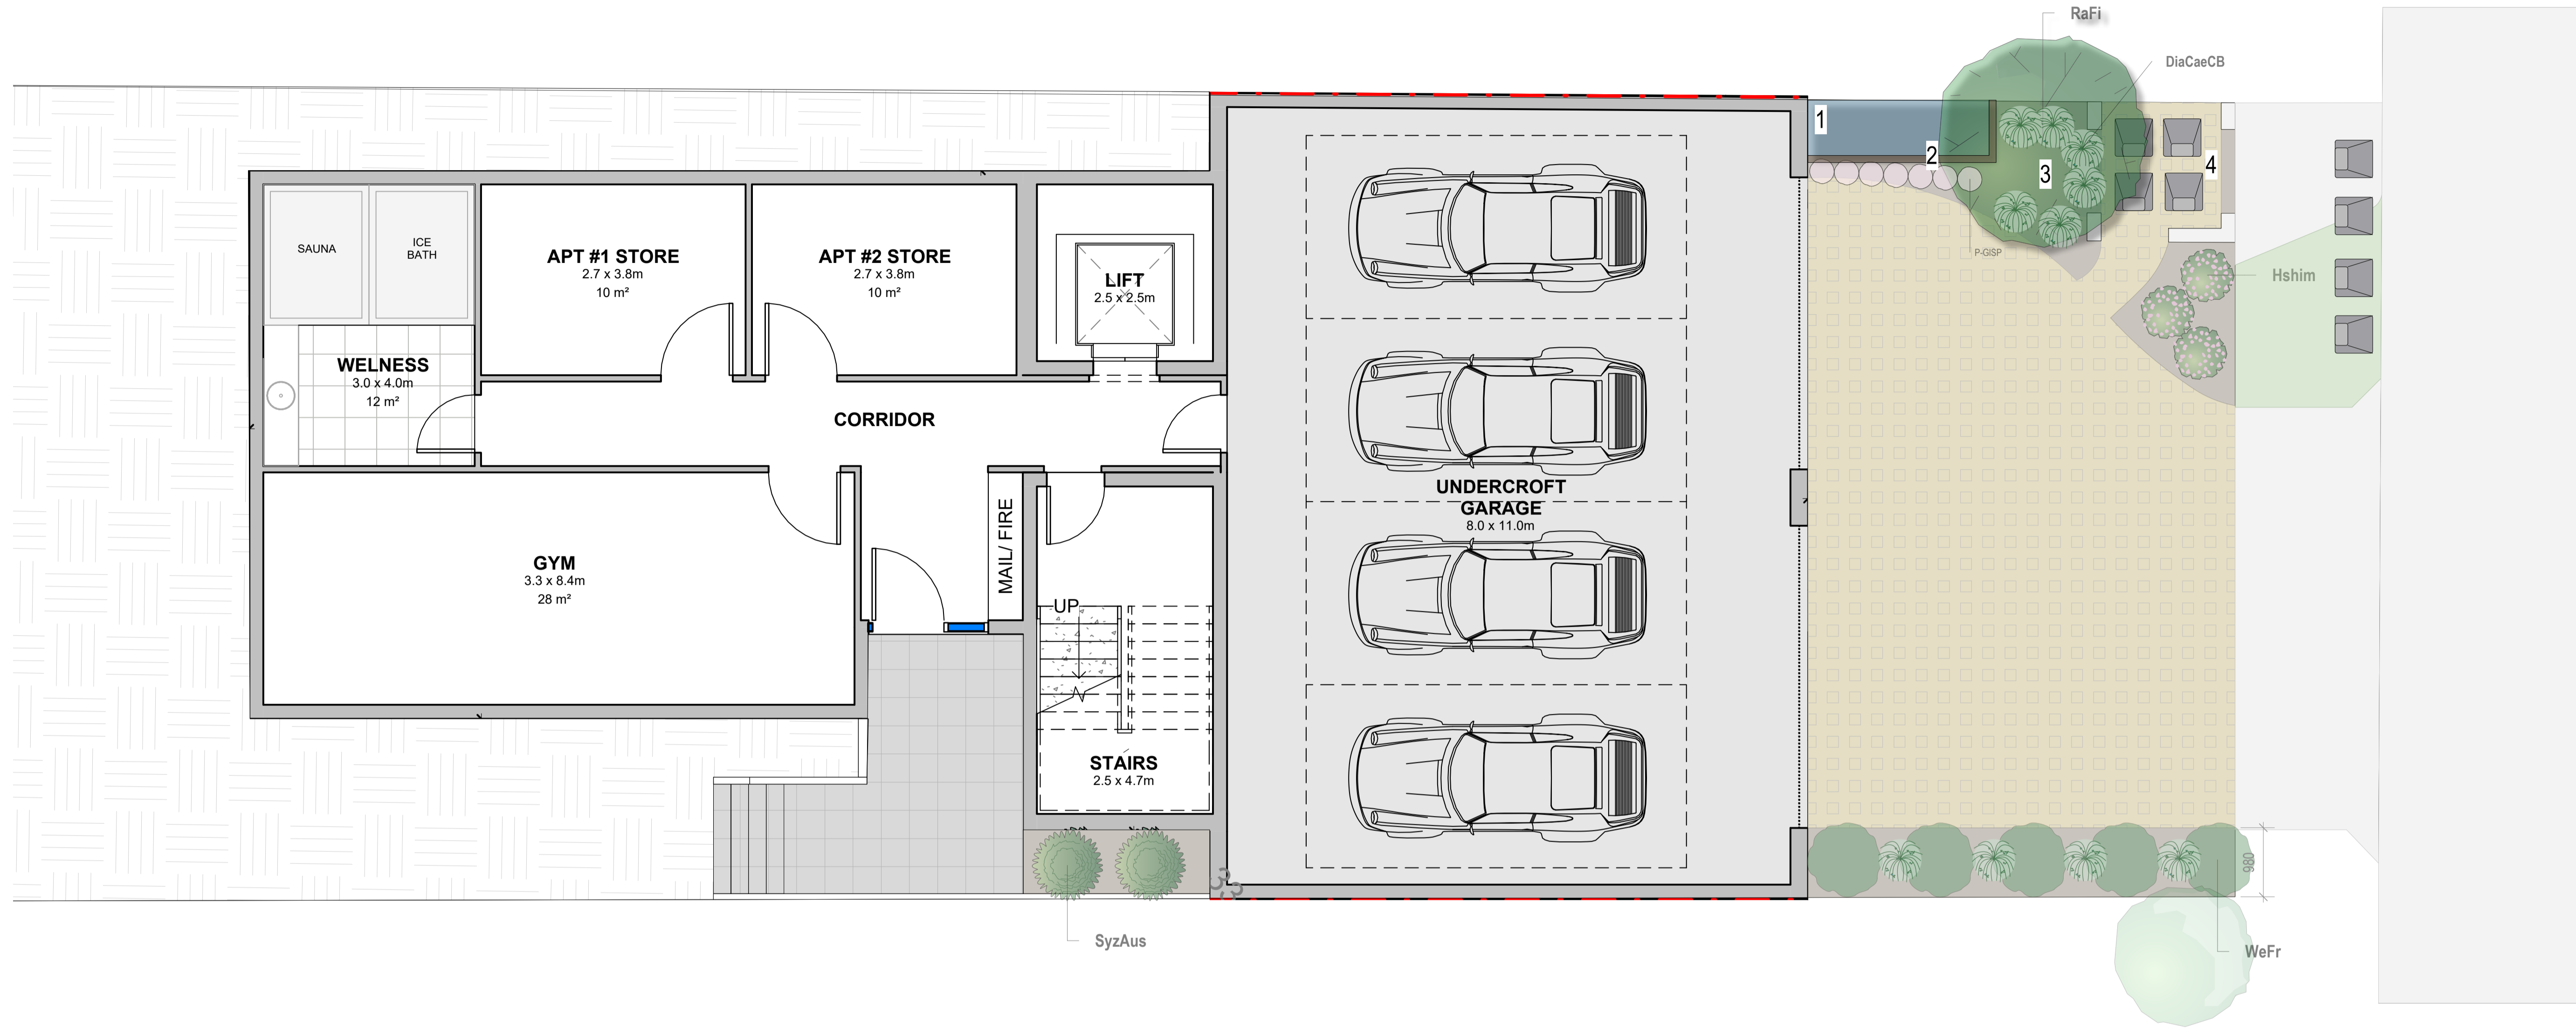 RaFi
DiaCaeCB
1
2
3
4
P-GISP
Hshim
SAUNA
ICE
BATH
APT #1 STORE
2.7 x 3.8m
10 m²
APT #2 STORE
2.7 x 3.8m
10 m²
LIFT
2.5 x 2.5m
WELNESS
3.0 x 4.0m
12 m²
CORRIDOR
UNDERCROFT
GARAGE
8.0 x 11.0m
GYM
3.3 x 8.4m
28 m²
MAIL/ FIRE
UP
STAIRS
2.5 x 4.7m
980
33
SyzAus
WeFr